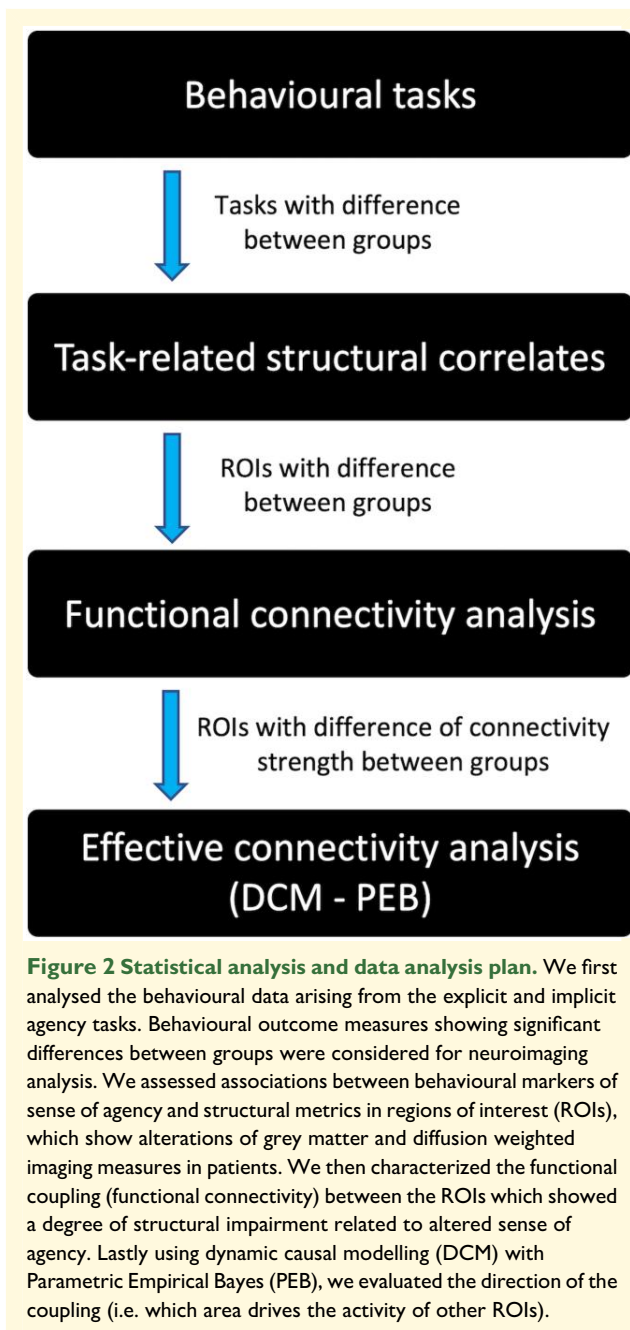 Behavioural tasks
Tasks with difference
between groups
Task-related structural correlates
ROIs with difference
between groups
Functional connectivity analysis
ROIs with difference of connectivity
strength between groups
Effective connectivity analysis
(DCM - PEB)
Figure 2 Statistical analysis and data analysis plan. We first
analysed the behavioural data arising from the explicit and implicit
agency tasks. Behavioural outcome measures showing significant
differences between groups were considered for neuroimaging
analysis. We assessed associations between behavioural markers of
sense of agency and structural metrics in regions of interest (ROIs),
which show alterations of grey matter and diffusion weighted
imaging measures in patients. We then characterized the functional
coupling (functional connectivity) between the ROIs which showed
a degree of structural impairment related to altered sense of
agency. Lastly using dynamic causal modelling (DCM) with
Parametric Empirical Bayes (PEB), we evaluated the direction of the
coupling (i.e. which area drives the activity of other ROIs).